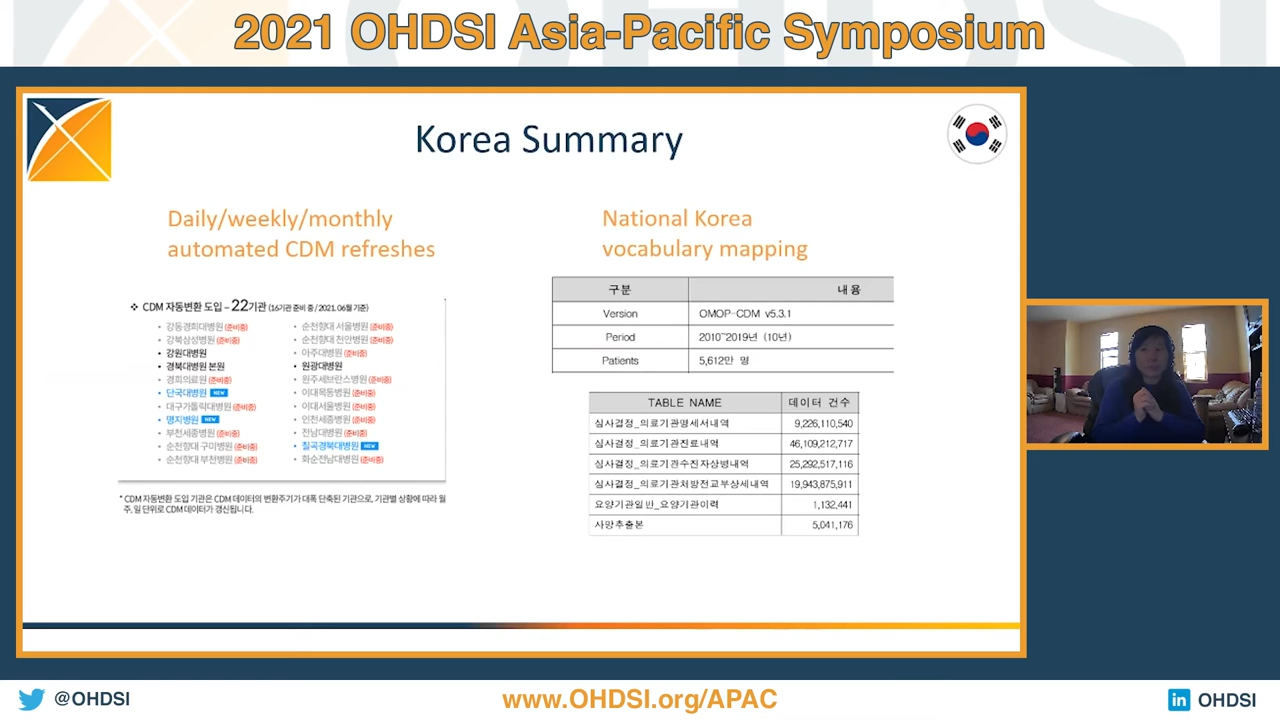 2021 OHDSI Asia-Pacific Symposium
Korea Summary
Daily/weekly/monthly
automated CDM refreshes
❖ CDM 자동변환 도입 – 22기관 (16기관 준비 중 / 2021. 06월 기준)
• 강동경희대병원 (준비중)
• 강북삼성병원 (준비중)
• 강원대병원
• 경북대병원 본원
• 경희의료원 (준비중)
• 단국대병원 NEW
• 대구가톨릭대병원 (준비중)
• 명지병원 NEW
• 부천세종병원 (준비중)
• 순천향대 구미병원 (준비중)
• 순천향대 부천병원 (준비중)
• 순천향대 서울병원 (준비중)
• 순천향대 천안병원 (준비중)
• 아주대병원 (준비중)
• 원광대병원
• 원주세브란스병원 (준비중)
• 이대목동병원 (준비중)
• 이대서울병원 (준비중)
• 인천세종병원 (준비중)
• 전남대병원 (준비중)
• 칠곡경북대병원 NEW
• 화순전남대병원 (준비중)
* CDM 자동변환 도입 기관은 CDM 데이터의 변환주기가 대폭 단축된 기관으로, 기관별 상황에 따라 월
주, 일 단위로 CDM 데이터가 갱신됩니다.
National Korea
vocabulary mapping
구분 내용
Version OMOP-CDM v5.3.1
Period 2010~2019년 (10년)
Patients 5,612만 명
TABLE NAME 데이터 건수
심사결정_의료기관명세서내역 9,226,110,540
심사결정_의료기관진료내역 46,109,212,717
심사결정_의료기관수진자상병내역 25,292,517,116
심사결정_의료기관처방전교부상세내역 19,943,875,911
요양기관일반_요양기관이력 1,132,441
사망추출본 5,041,176
@OHDSI
www.OHDSI.org/APAC
in OHDSI